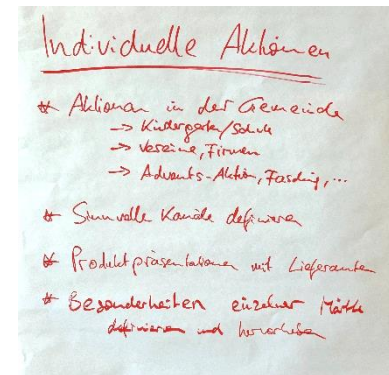 Individuelle Aktionen
* Aktionen in der Gemeinde
-> Kindergarten/Schule
-> Vereine, Firmen
-> Advents-Aktion, Fasching, ...
* Sinnvolle Kanäle definieren
* Produktpräsentationen mit Lieferanten
* Besonderheiten einzelner Märkte
definieren und hervorheben